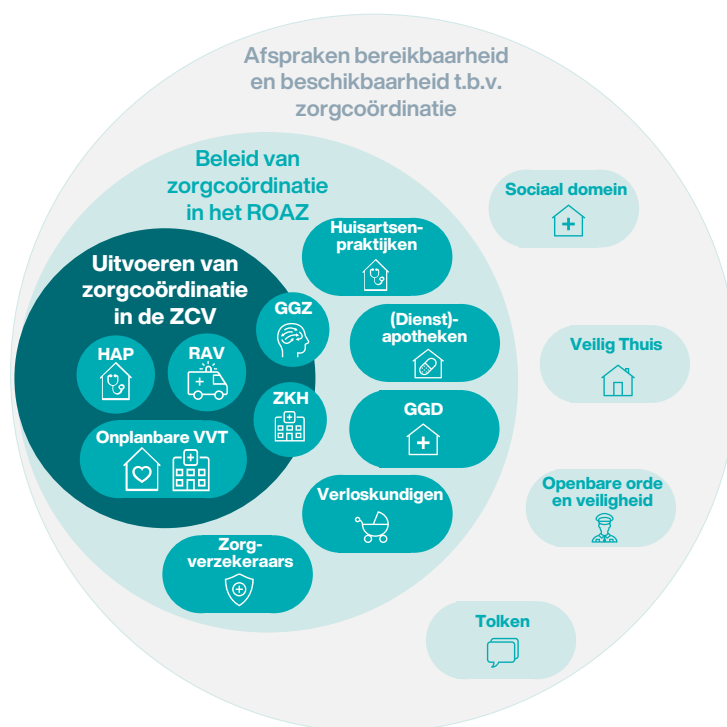 Afspraken bereikbaarheid
en beschikbaarheid t.b.v.
zorgcoördinatie
Beleid van
zorgcoördinatie
in het ROAZ
Uitvoeren van
zorgcoördinatie
in de ZCV
HAP
RAV
GGZ
ZKH
Onplanbare VVT
Huisartsen-
praktijken
(Dienst)-
apotheken
GGD
Verloskundigen
Zorg-
verzekeraars
Sociaal domein
Veilig Thuis
Openbare orde
en veiligheid
Tolken